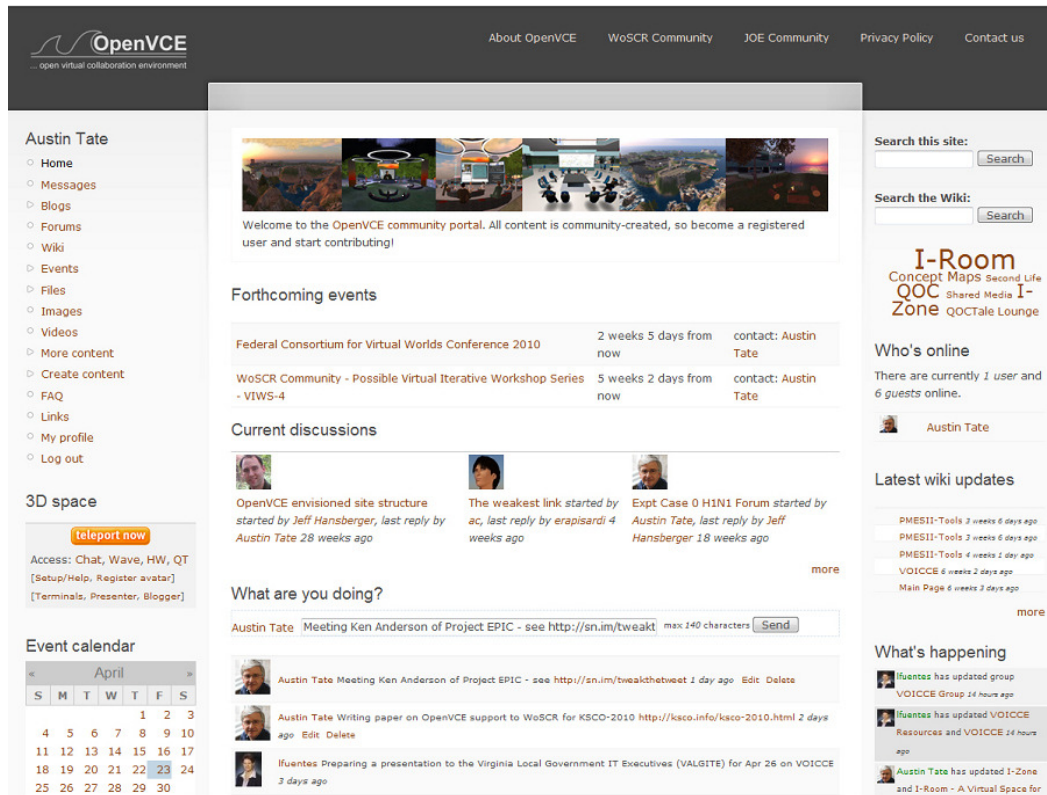 OpenVCE
... open virtual collaboration environment
About OpenVCE WoSCR Community JOE Community Privacy Policy Contact us
Austin Tate
Home
Messages
Blogs
Forums
Wiki
Events
Files
Images
Videos
More content
Create content
FAQ
Links
My profile
Log out
3D space
teleport now
Access: Chat, Wave, HW, QT
[Setup/Help, Register avatar]
[Terminals, Presenter, Blogger]
Event calendar
« April »
S M T W T F S
1 2 3
4 5 6 7 8 9 10
11 12 13 14 15 16 17
18 19 20 21 22 23 24
25 26 27 28 29 30
Welcome to the OpenVCE community portal. All content is community-created, so become a registered
user and start contributing!
Forthcoming events
Federal Consortium for Virtual Worlds Conference 2010
2 weeks 5 days from
now
contact: Austin
Tate
WoSCR Community - Possible Virtual Iterative Workshop Series
- VIWS-4
5 weeks 2 days from
now
contact: Austin
Tate
Current discussions
OpenVCE envisioned site structure
started by Jeff Hansberger, last reply by
Austin Tate 28 weeks ago
The weakest link started by
ac, last reply by erapisardi 4
weeks ago
Expt Case 0 H1N1 Forum started by
Austin Tate, last reply by Jeff
Hansberger 18 weeks ago
more
What are you doing?
Austin Tate Meeting Ken Anderson of Project EPIC - see http://sn.im/tweakt max 140 characters Send
Austin Tate Meeting Ken Anderson of Project EPIC - see http://sn.im/tweakthetweet 1 day ago Edit Delete
Austin Tate Writing paper on OpenVCE support to WoSCR for KSCO-2010 http://ksco.info/ksco-2010.html 2 days
ago Edit Delete
lfuentes Preparing a presentation to the Virginia Local Government IT Executives (VALGITE) for Apr 26 on VOICCE
3 days ago
Search this site:
Search
Search the Wiki:
Search
I-Room
Concept Maps Second Life
QOC Shared Media I-
Zone QOCTale Lounge
Who's online
There are currently 1 user and
6 guests online.
Austin Tate
Latest wiki updates
PMESII-Tools 3 weeks 6 days ago
PMESII-Tools 3 weeks 6 days ago
PMESII-Tools 4 weeks 1 day ago
VOICCE 6 weeks 2 days ago
Main Page 6 weeks 3 days ago
more
What's happening
lfuentes has updated group
VOICCE Group 14 hours ago
lfuentes has updated VOICCE
Resources and VOICCE 14 hours
ago
Austin Tate has updated I-Zone
and I-Room - A Virtual Space for